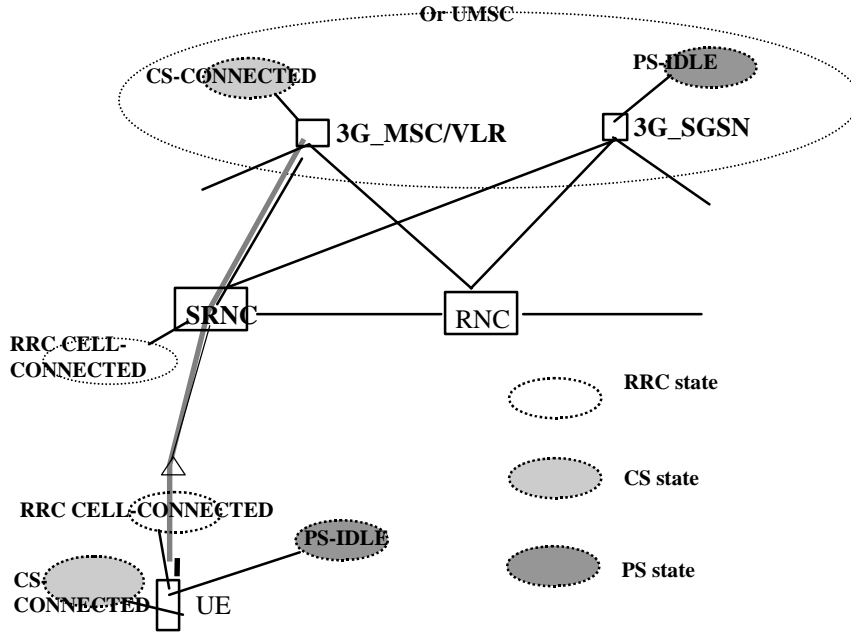 Or UMSC
CS-CONNECTED
PS-IDLE
3G_MSC/VLR
3G_SGSN
SRNC
RNC
RRC CELL-
CONNECTED
RRC state
CS state
RRC CELL-CONNECTED
PS-IDLE
PS state
CS-
CONNECTED
UE